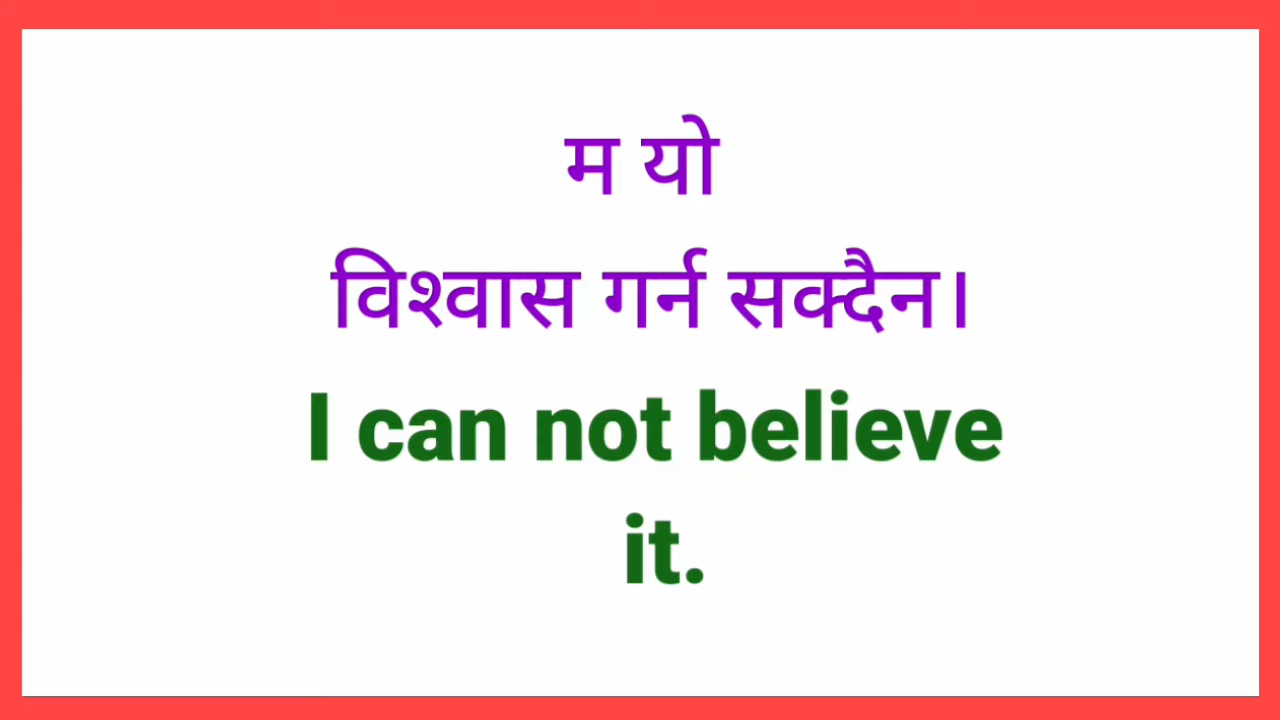 म यो
विश्वास गर्न सक्दैन।
I can not believe
it.